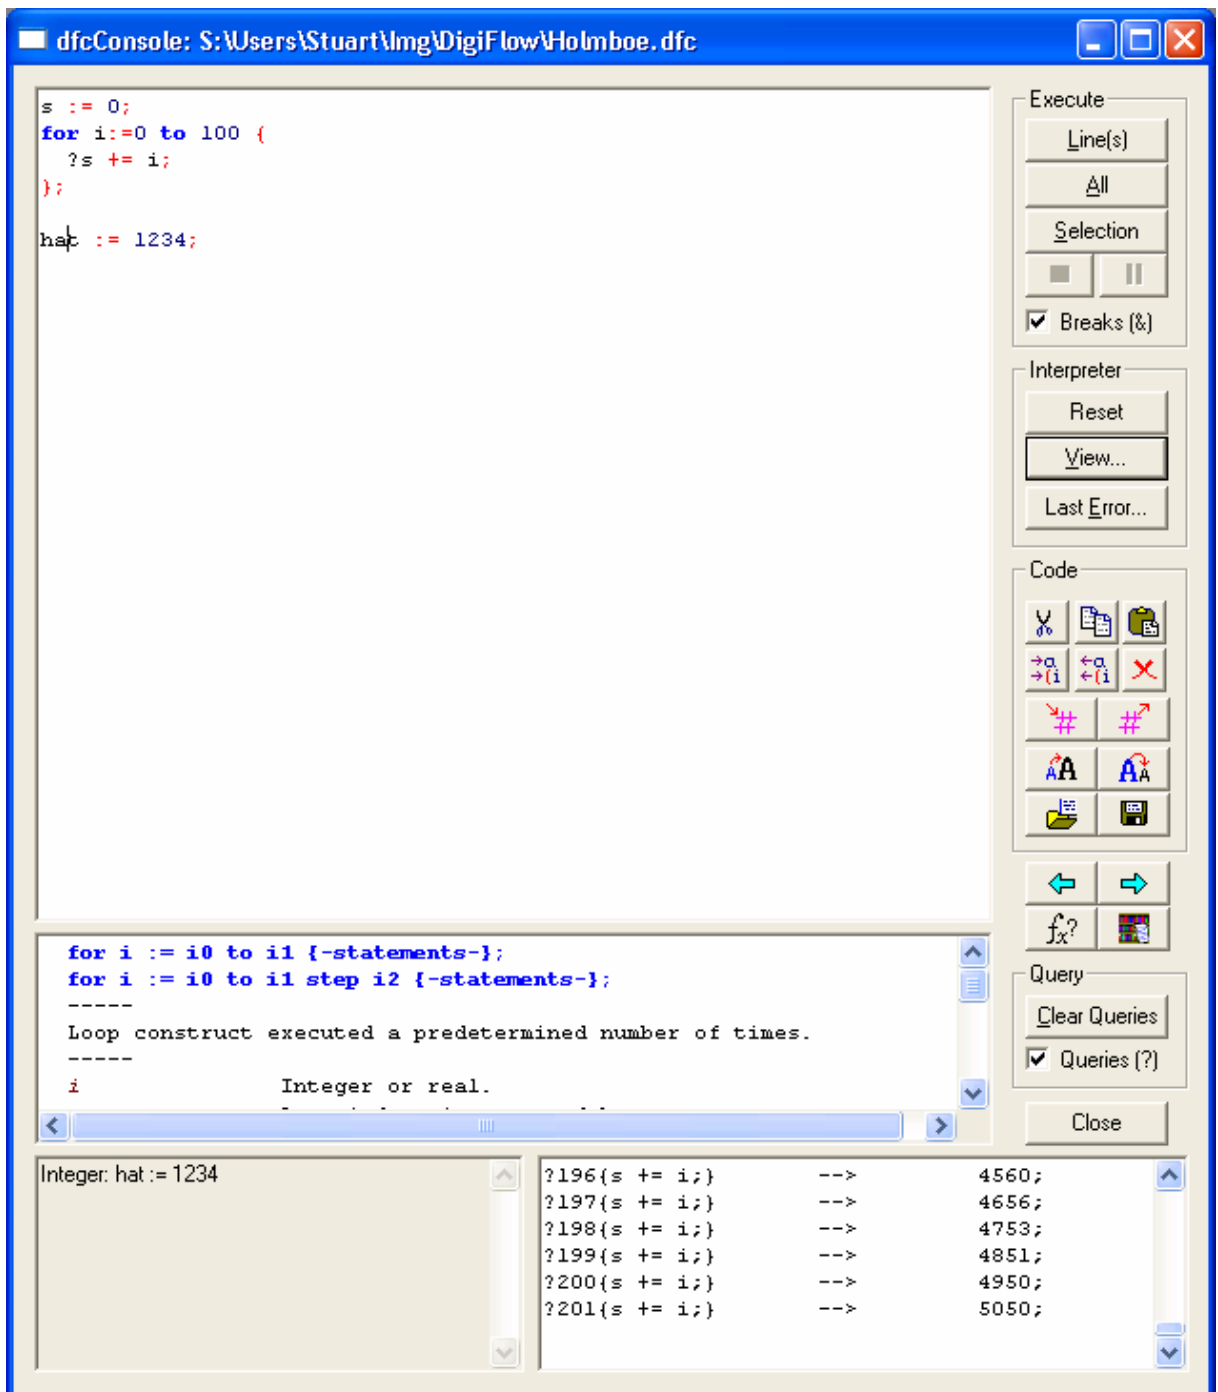 dfcConsole: S:\Users\Stuart\Img\DigiFlow\Holmboe.dfc
s := 0;
for i:=0 to 100 {
?s += i;
};
hat := 1234;
Execute
Line(s)
All
Selection
Breaks (&)
Interpreter
Reset
View...
Last Error...
Code
for i := i0 to i1 {-statements-};
for i := i0 to i1 step i2 {-statements-};
-----
Loop construct executed a predetermined number of times.
-----
i Integer or real.
Query
Clear Queries
Queries (?)
Close
Integer: hat := 1234
?196{s += i;} --> 4560;
?197{s += i;} --> 4656;
?198{s += i;} --> 4753;
?199{s += i;} --> 4851;
?200{s += i;} --> 4950;
?201{s += i;} --> 5050;